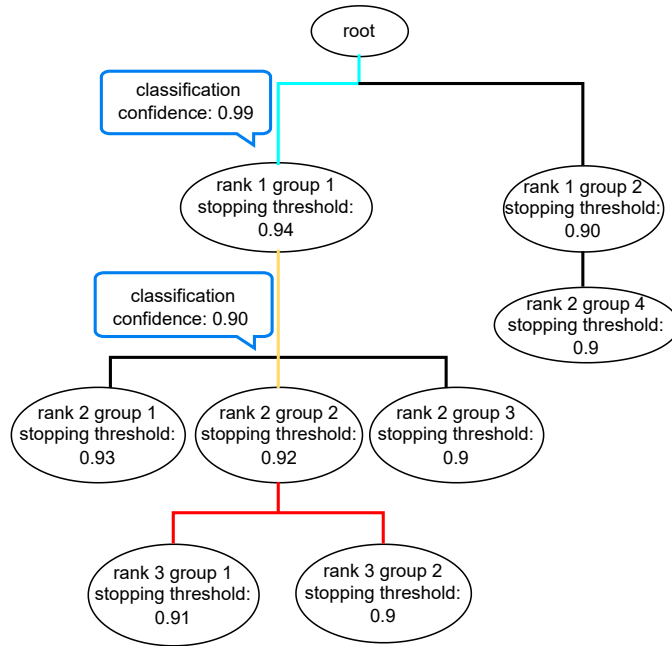 root
classification
confidence: 0.99
rank 1 group 1
stopping threshold:
0.94
rank 1 group 2
stopping threshold:
0.90
classification
confidence: 0.90
rank 2 group 4
stopping threshold:
0.9
rank 2 group 1
stopping threshold:
0.93
rank 2 group 2
stopping threshold:
0.92
rank 2 group 3
stopping threshold:
0.9
rank 3 group 1
stopping threshold:
0.91
rank 3 group 2
stopping threshold:
0.9